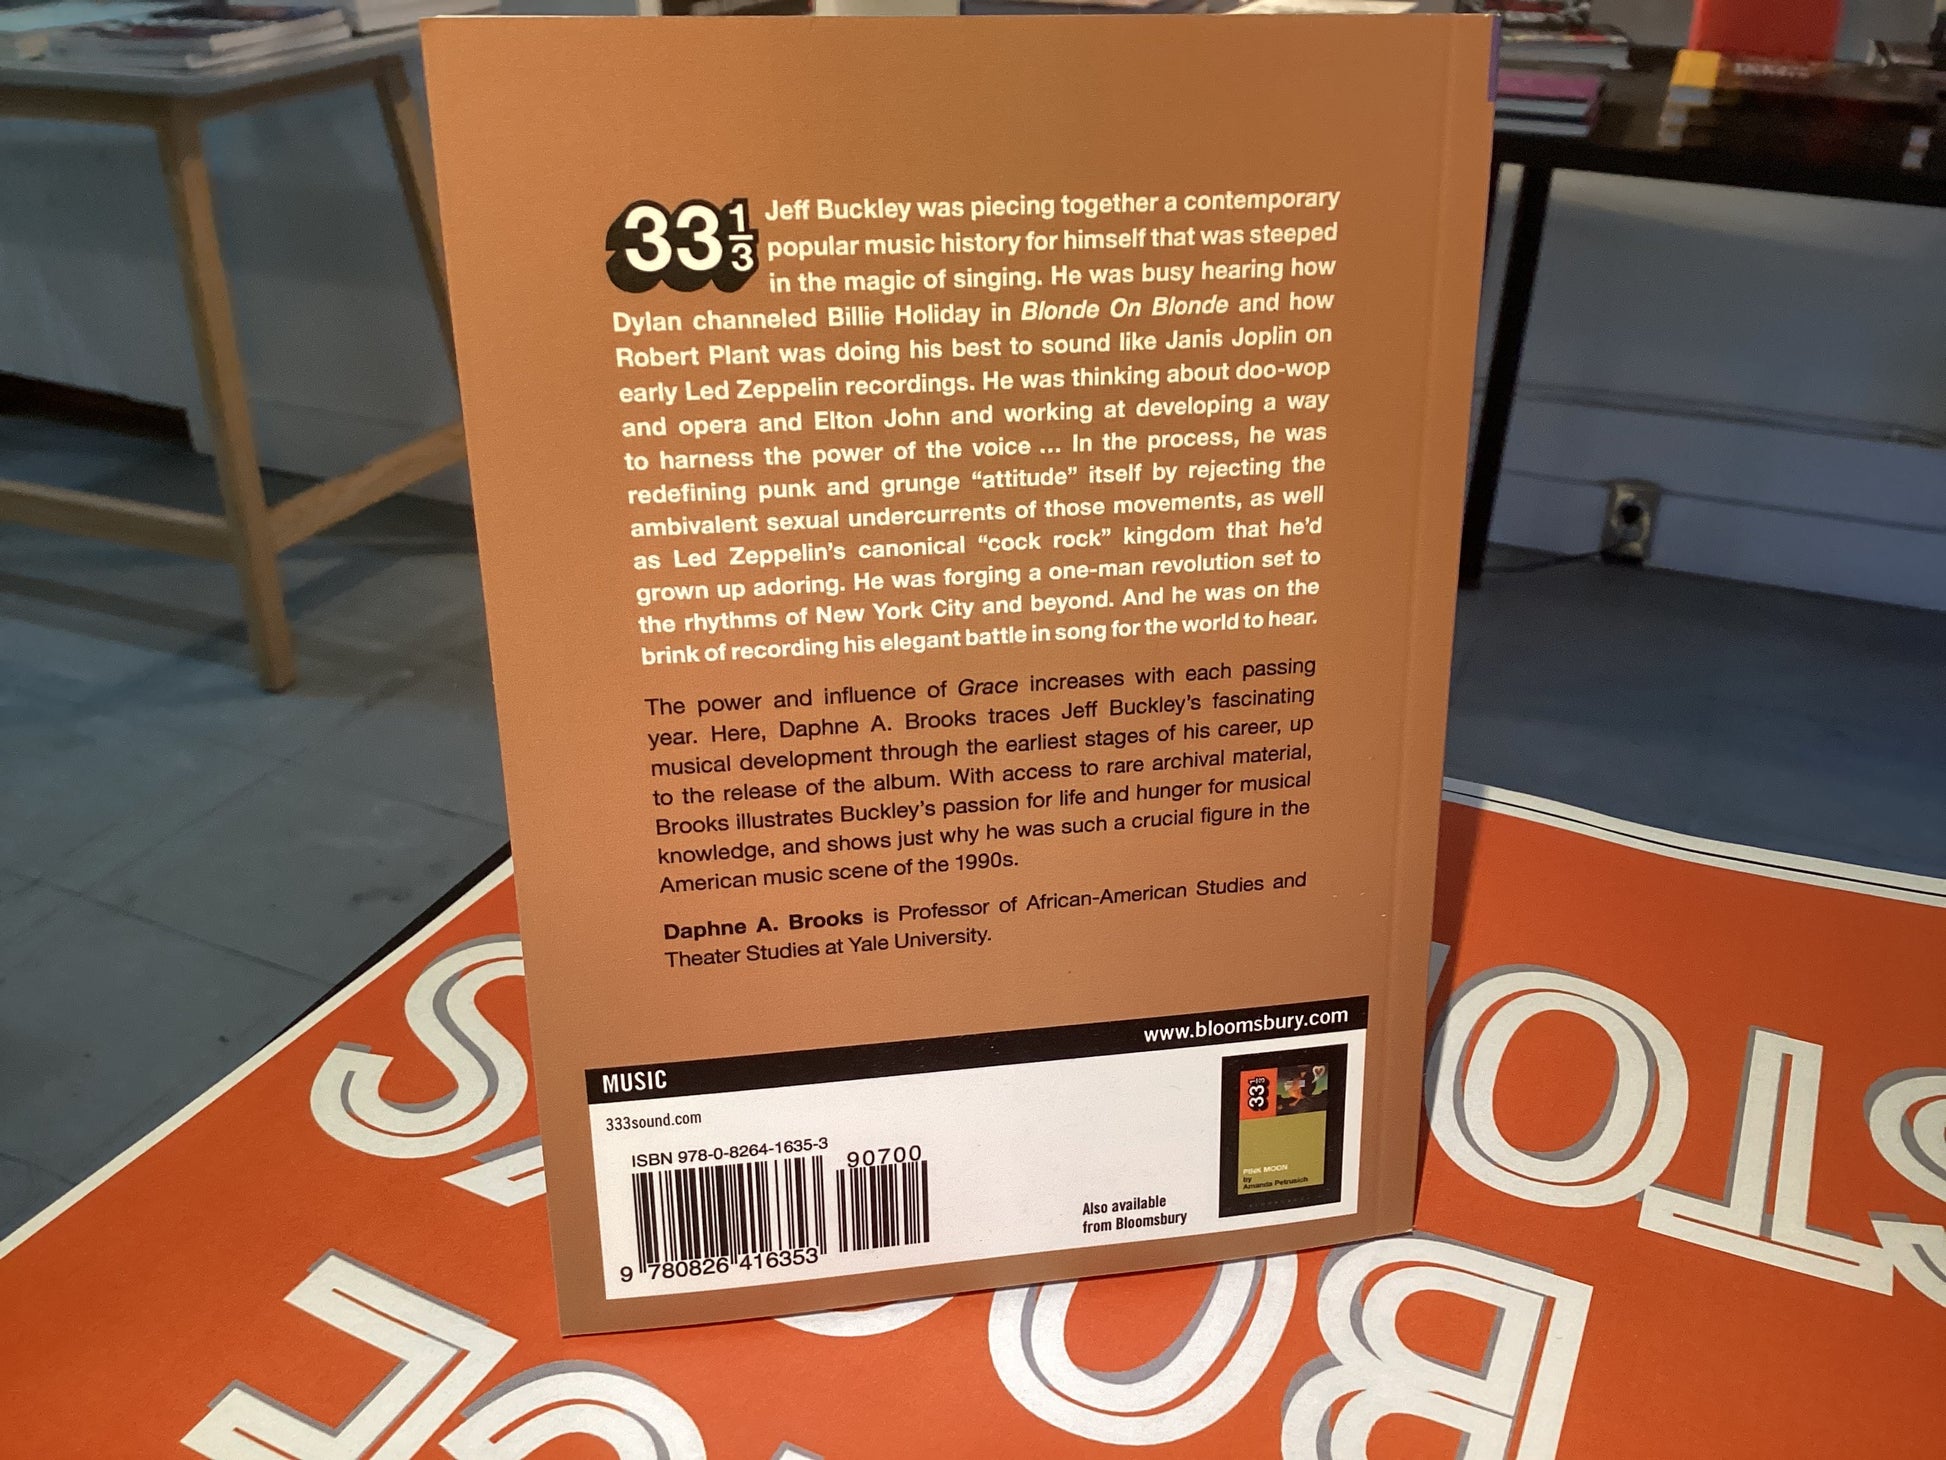 33 1/3
Jeff Buckley was piecing together a contemporary
popular music history for himself that was steeped
in the magic of singing. He was busy hearing how
Dylan channeled Billie Holiday in Blonde On Blonde and how
Robert Plant was doing his best to sound like Janis Joplin on
early Led Zeppelin recordings. He was thinking about doo-wop
and opera and Elton John and working at developing a way
to harness the power of the voice ... In the process, he was
redefining punk and grunge “attitude” itself by rejecting the
ambivalent sexual undercurrents of those movements, as well
as Led Zeppelin’s canonical “cock rock” kingdom that he’d
grown up adoring. He was forging a one-man revolution set to
the rhythms of New York City and beyond. And he was on the
brink of recording his elegant battle in song for the world to hear.
The power and influence of Grace increases with each passing
year. Here, Daphne A. Brooks traces Jeff Buckley’s fascinating
musical development through the earliest stages of his career, up
to the release of the album. With access to rare archival material,
Brooks illustrates Buckley’s passion for life and hunger for musical
knowledge, and shows just why he was such a crucial figure in the
American music scene of the 1990s.
Daphne A. Brooks is Professor of African-American Studies and
Theater Studies at Yale University.
www.bloomsbury.com
MUSIC
333sound.com
ISBN 978-0-8264-1635-3
90700
9 780826 416353
Also available
from Bloomsbury
33 1/3
PINK MOON
by
Amanda Petrusich